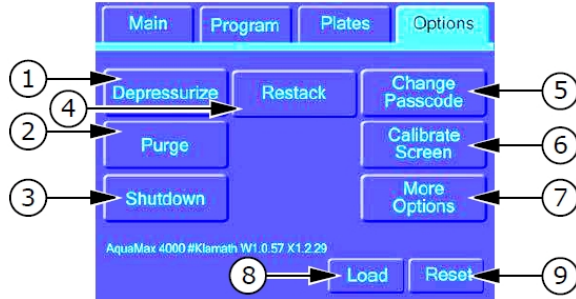 Main Program Plates Options
1 Depressurize 4 Restack Change Passcode 5
2 Purge Calibrate Screen 6
3 Shutdown More Options 7
AquaMax 4000 #Klamath W1.0.57 X1.2.29
8 Load Reset 9